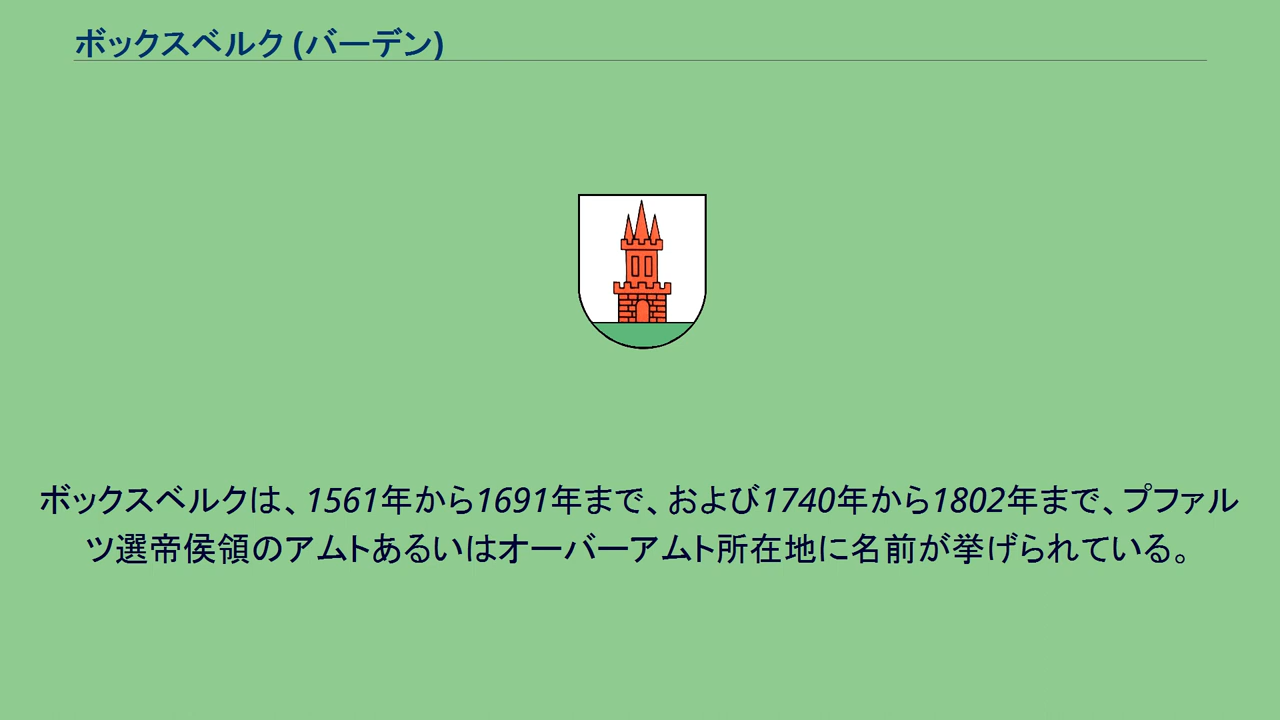 ボックスベルク (バーデン)
ボックスベルクは、1561年から1691年まで、および1740年から1802年まで、プファル
ツ選帝侯領のアムトあるいはオーバーアムト所在地に名前が挙げられている。